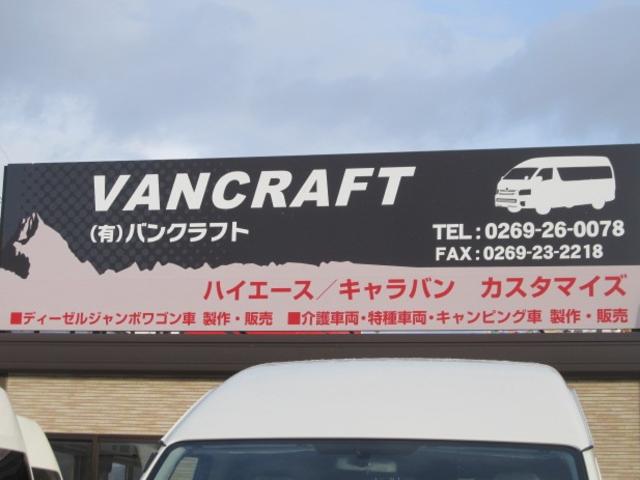 VANCRAFT
(有)バンクラフト
TEL:0269-26-0078
FAX:0269-23-2218
ハイエース/キャラバン カスタマイズ
■ディーゼルジャンボワゴン車 製作・販売 ■介護車両・特種車両・キャンピング車 製作・販売